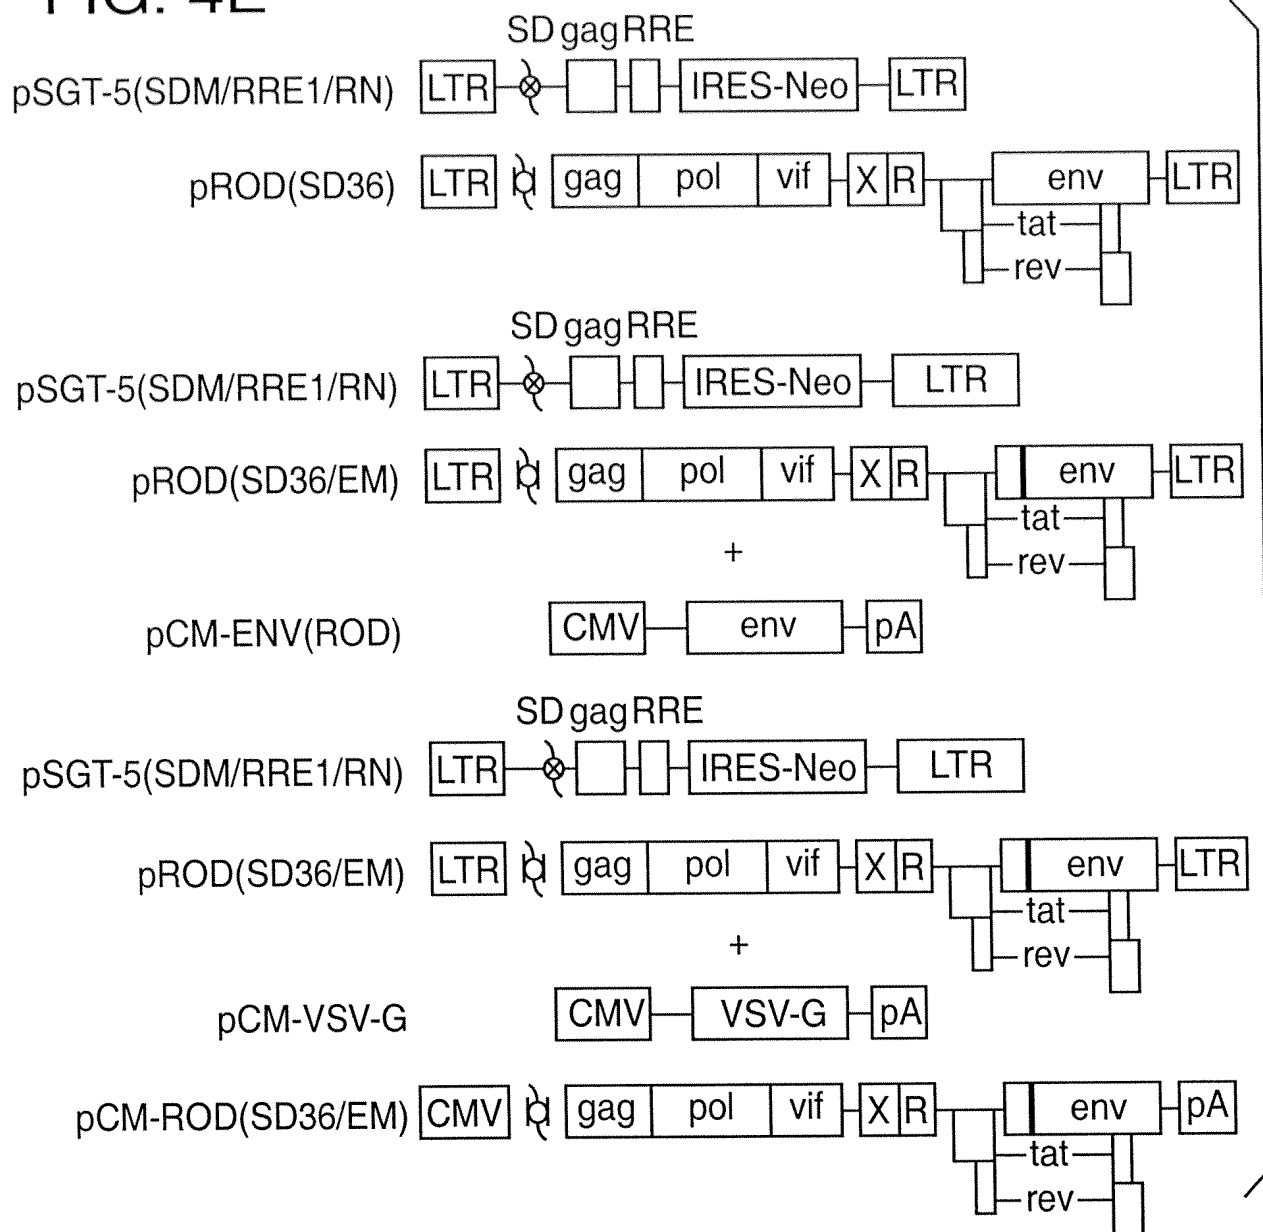 FIG. 4E
SD gag RRE
pSGT-5(SDM/RRE1/RN) LTR IRES-Neo LTR
pROD(SD36) LTR gag pol vif X R env LTR
tat
rev
SD gag RRE
pSGT-5(SDM/RRE1/RN) LTR IRES-Neo LTR
pROD(SD36/EM) LTR gag pol vif X R env LTR
tat
+
rev
pCM-ENV(ROD) CMV env pA
SD gag RRE
pSGT-5(SDM/RRE1/RN) LTR IRES-Neo LTR
pROD(SD36/EM) LTR gag pol vif X R env LTR
tat
+
rev
pCM-VSV-G CMV VSV-G pA
pCM-ROD(SD36/EM) CMV gag pol vif X R env pA
tat
rev